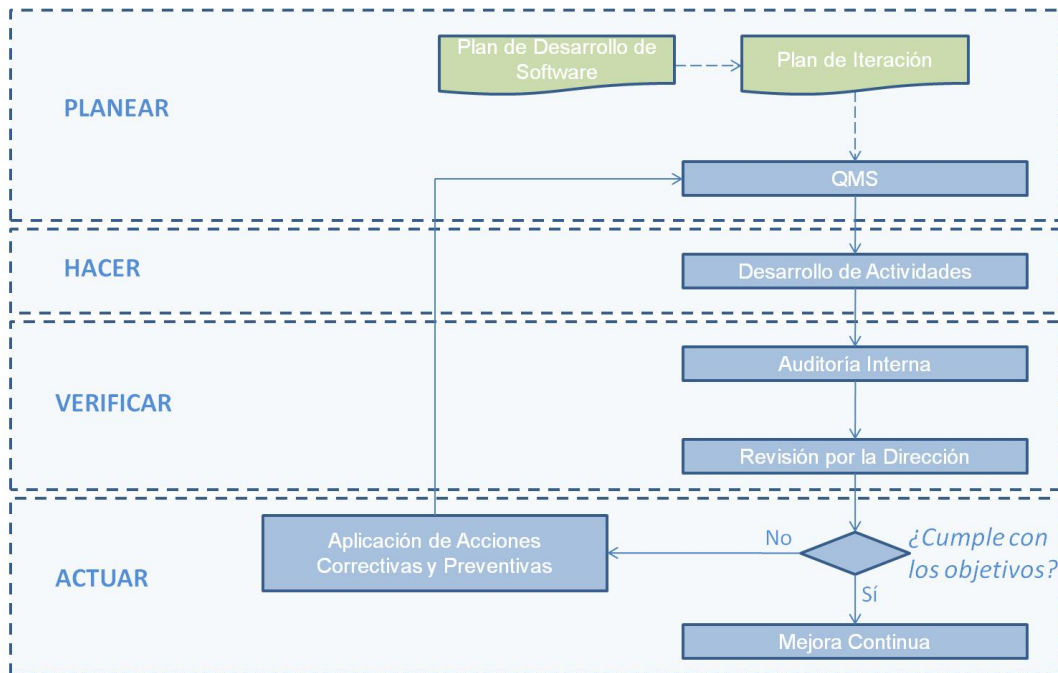 PLANEAR
Plan de Desarrollo de
Software
Plan de Iteración
QMS
HACER
Desarrollo de Actividades
VERIFICAR
Auditoría Interna
Revisión por la Dirección
ACTUAR
Aplicación de Acciones
Correctivas y Preventivas
No
¿Cumple con
los objetivos?
Sí
Mejora Continua